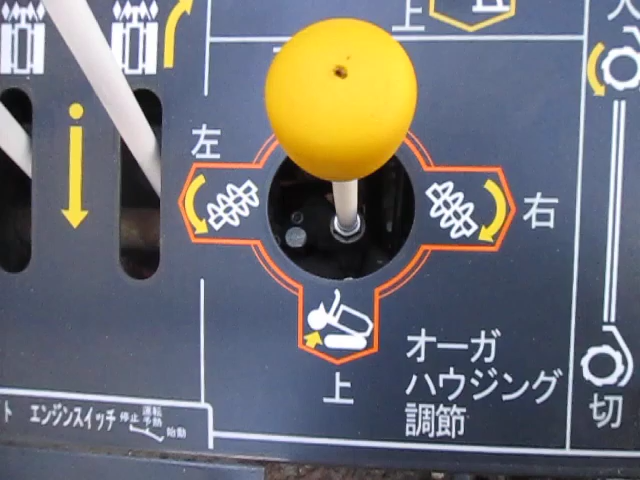 上
左
右
上
オーガ
ハウジング
調節
切
ト
エンジンスイッチ
停止
運転
予熱
始動